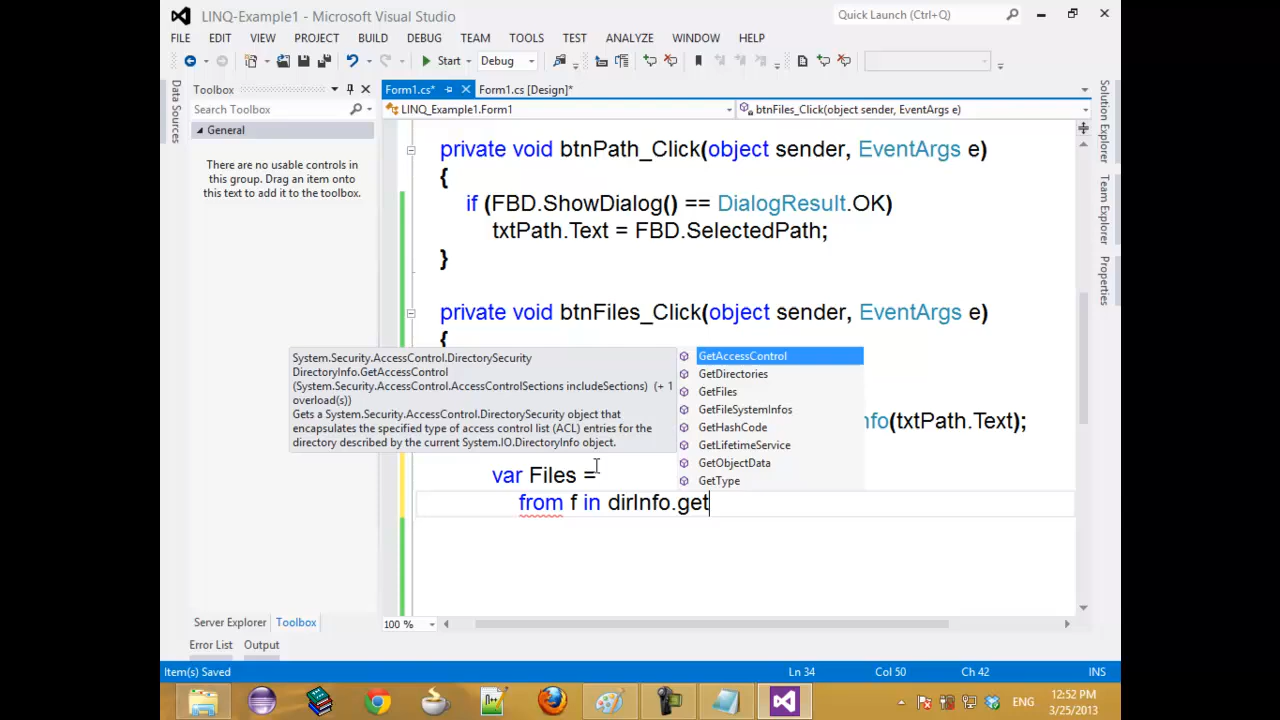 LINQ-Example1 - Microsoft Visual Studio
Quick Launch (Ctrl+Q)
FILE EDIT VIEW PROJECT BUILD DEBUG TEAM TOOLS TEST ANALYZE WINDOW HELP
Start Debug
Data Sources
Toolbox
Search Toolbox
General
There are no usable controls in
this group. Drag an item onto
this text to add it to the toolbox.
Form1.cs* Form1.cs [Design]*
LINQ_Example1.Form1 btnFiles_Click(object sender, EventArgs e)
private void btnPath_Click(object sender, EventArgs e)
{
if (FBD.ShowDialog() == DialogResult.OK)
txtPath.Text = FBD.SelectedPath;
}
private void btnFiles_Click(object sender, EventArgs e)
{
System.Security.AccessControl.DirectorySecurity
DirectoryInfo.GetAccessControl
(System.Security.AccessControl.AccessControlSections includeSections) (+ 1
overload(s))
Gets a System.Security.AccessControl.DirectorySecurity object that
encapsulates the specified type of access control list (ACL) entries for the
directory described by the current System.IO.DirectoryInfo object.
GetAccessControl
GetDirectories
GetFiles
GetFileSystemInfos
GetHashCode
GetLifetimeService
GetObjectData
GetType
nfo(txtPath.Text);
var Files =
from f in dirInfo.get
Solution Explorer
Team Explorer
Properties
100 %
Server Explorer Toolbox
Error List Output
Item(s) Saved Ln 34 Col 50 Ch 42 INS
ENG
12:52 PM
3/25/2013